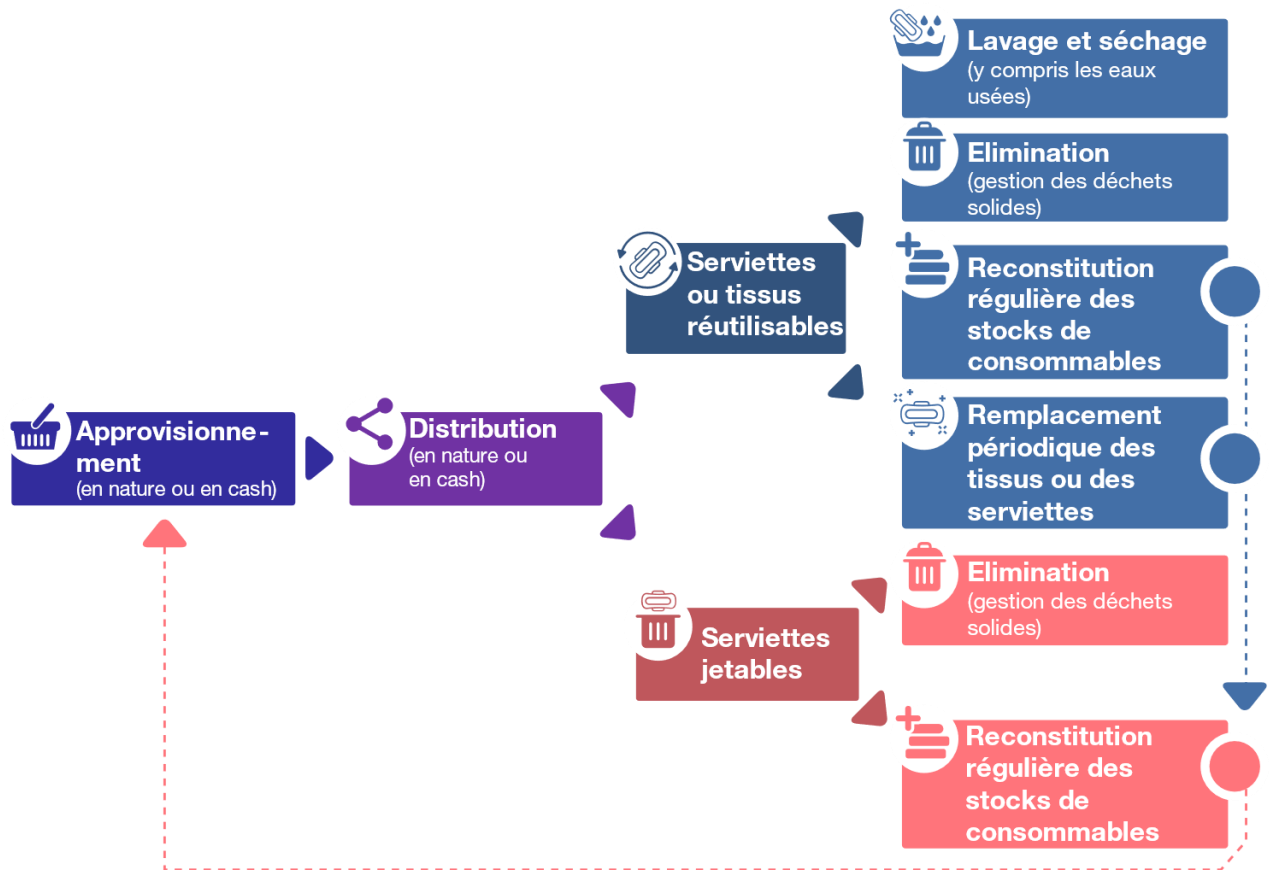 Approvisionne-
ment
(en nature ou en cash)
Distribution
(en nature ou
en cash)
Serviettes
ou tissus
réutilisables
Lavage et séchage
(y compris les eaux
usées)
Elimination
(gestion des déchets
solides)
Reconstitution
régulière des
stocks de
consommables
Remplacement
périodique des
tissus ou des
serviettes
Serviettes
jetables
Elimination
(gestion des déchets
solides)
Reconstitution
régulière des
stocks de
consommables